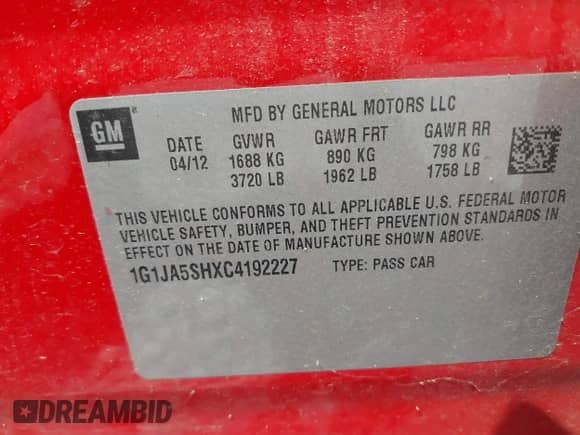 MFD BY GENERAL MOTORS LLC
GM
DATE GVWR GAWR FRT GAWR RR
04/12 1688 KG 890 KG 798 KG
3720 LB 1962 LB 1758 LB
THIS VEHICLE CONFORMS TO ALL APPLICABLE U.S. FEDERAL MOTOR
VEHICLE SAFETY, BUMPER, AND THEFT PREVENTION STANDARDS IN
EFFECT ON THE DATE OF MANUFACTURE SHOWN ABOVE.
1G1JA5SHXC4192227 TYPE: PASS CAR
DREAMBID